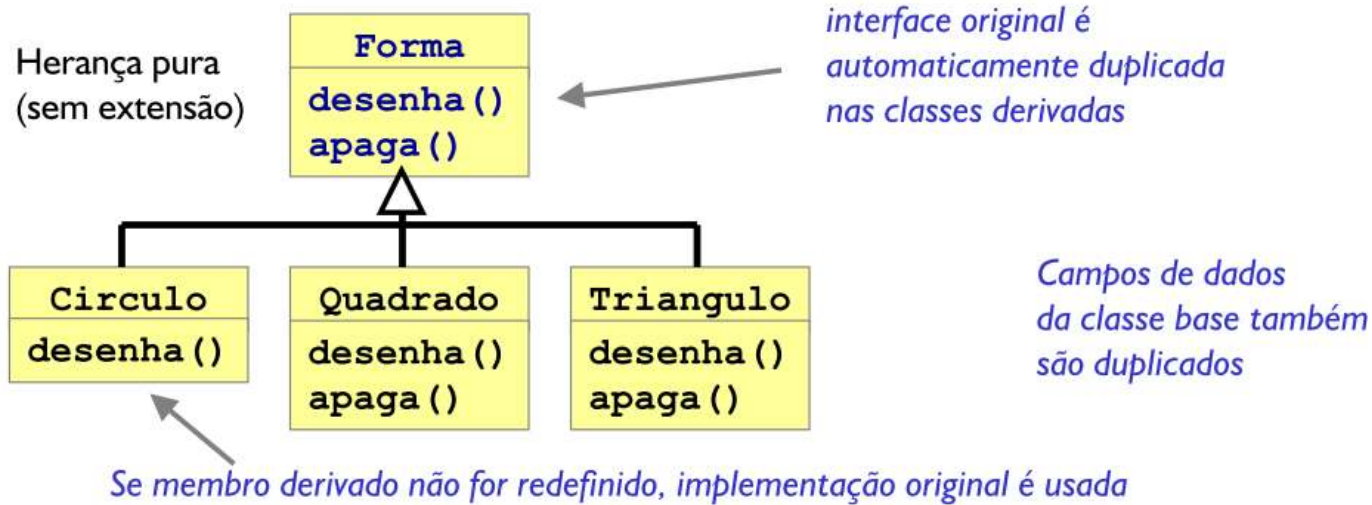 Herança pura
(sem extensão)
Forma
desenha()
apaga()
interface original é
automaticamente duplicada
nas classes derivadas
Circulo
desenha()
Quadrado
desenha()
apaga()
Triangulo
desenha()
apaga()
Campos de dados
da classe base também
são duplicados
Se membro derivado não for redefinido, implementação original é usada